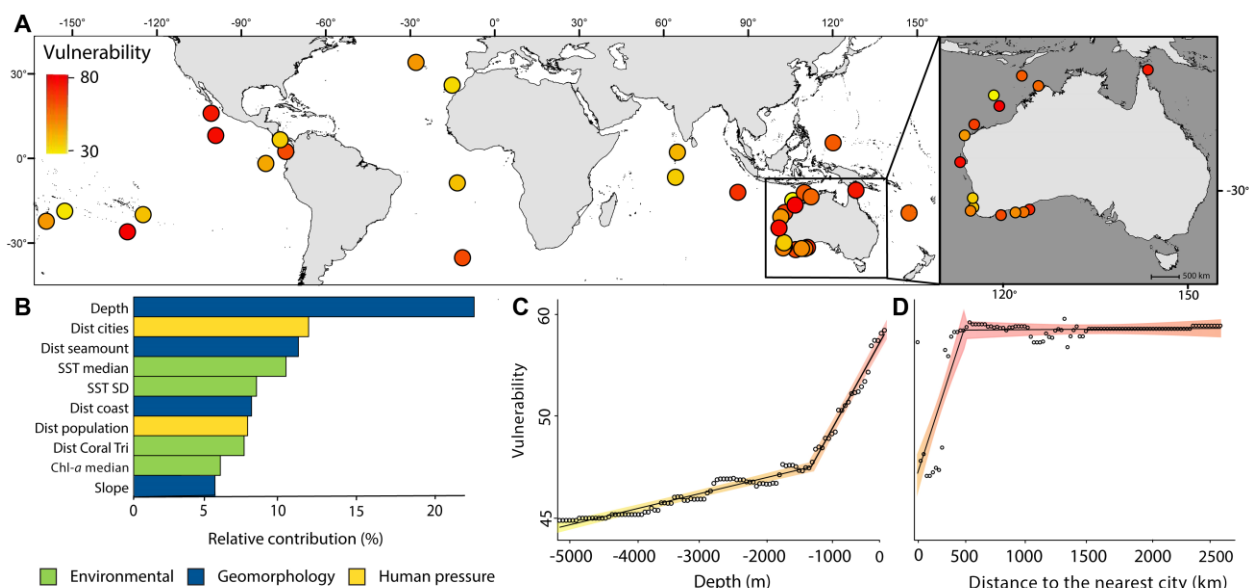 A
-150° -120° -90° -60° -30° 0° 30° 60° 90° 120° 150°
Vulnerability
80
30
30°
0°
-30°
-30°
500 km
120° 150°
B
Depth
Dist cities
Dist seamount
SST median
SST SD
Dist coast
Dist population
Dist Coral Tri
Chl-a median
Slope
0 5 10 15 20
Relative contribution (%)
Environmental Geomorphology Human pressure
C
Vulnerability
60
50
45
-5000 -4000 -3000 -2000 -1000 0
Depth (m)
D
0 500 1000 1500 2000 2500
Distance to the nearest city (km)